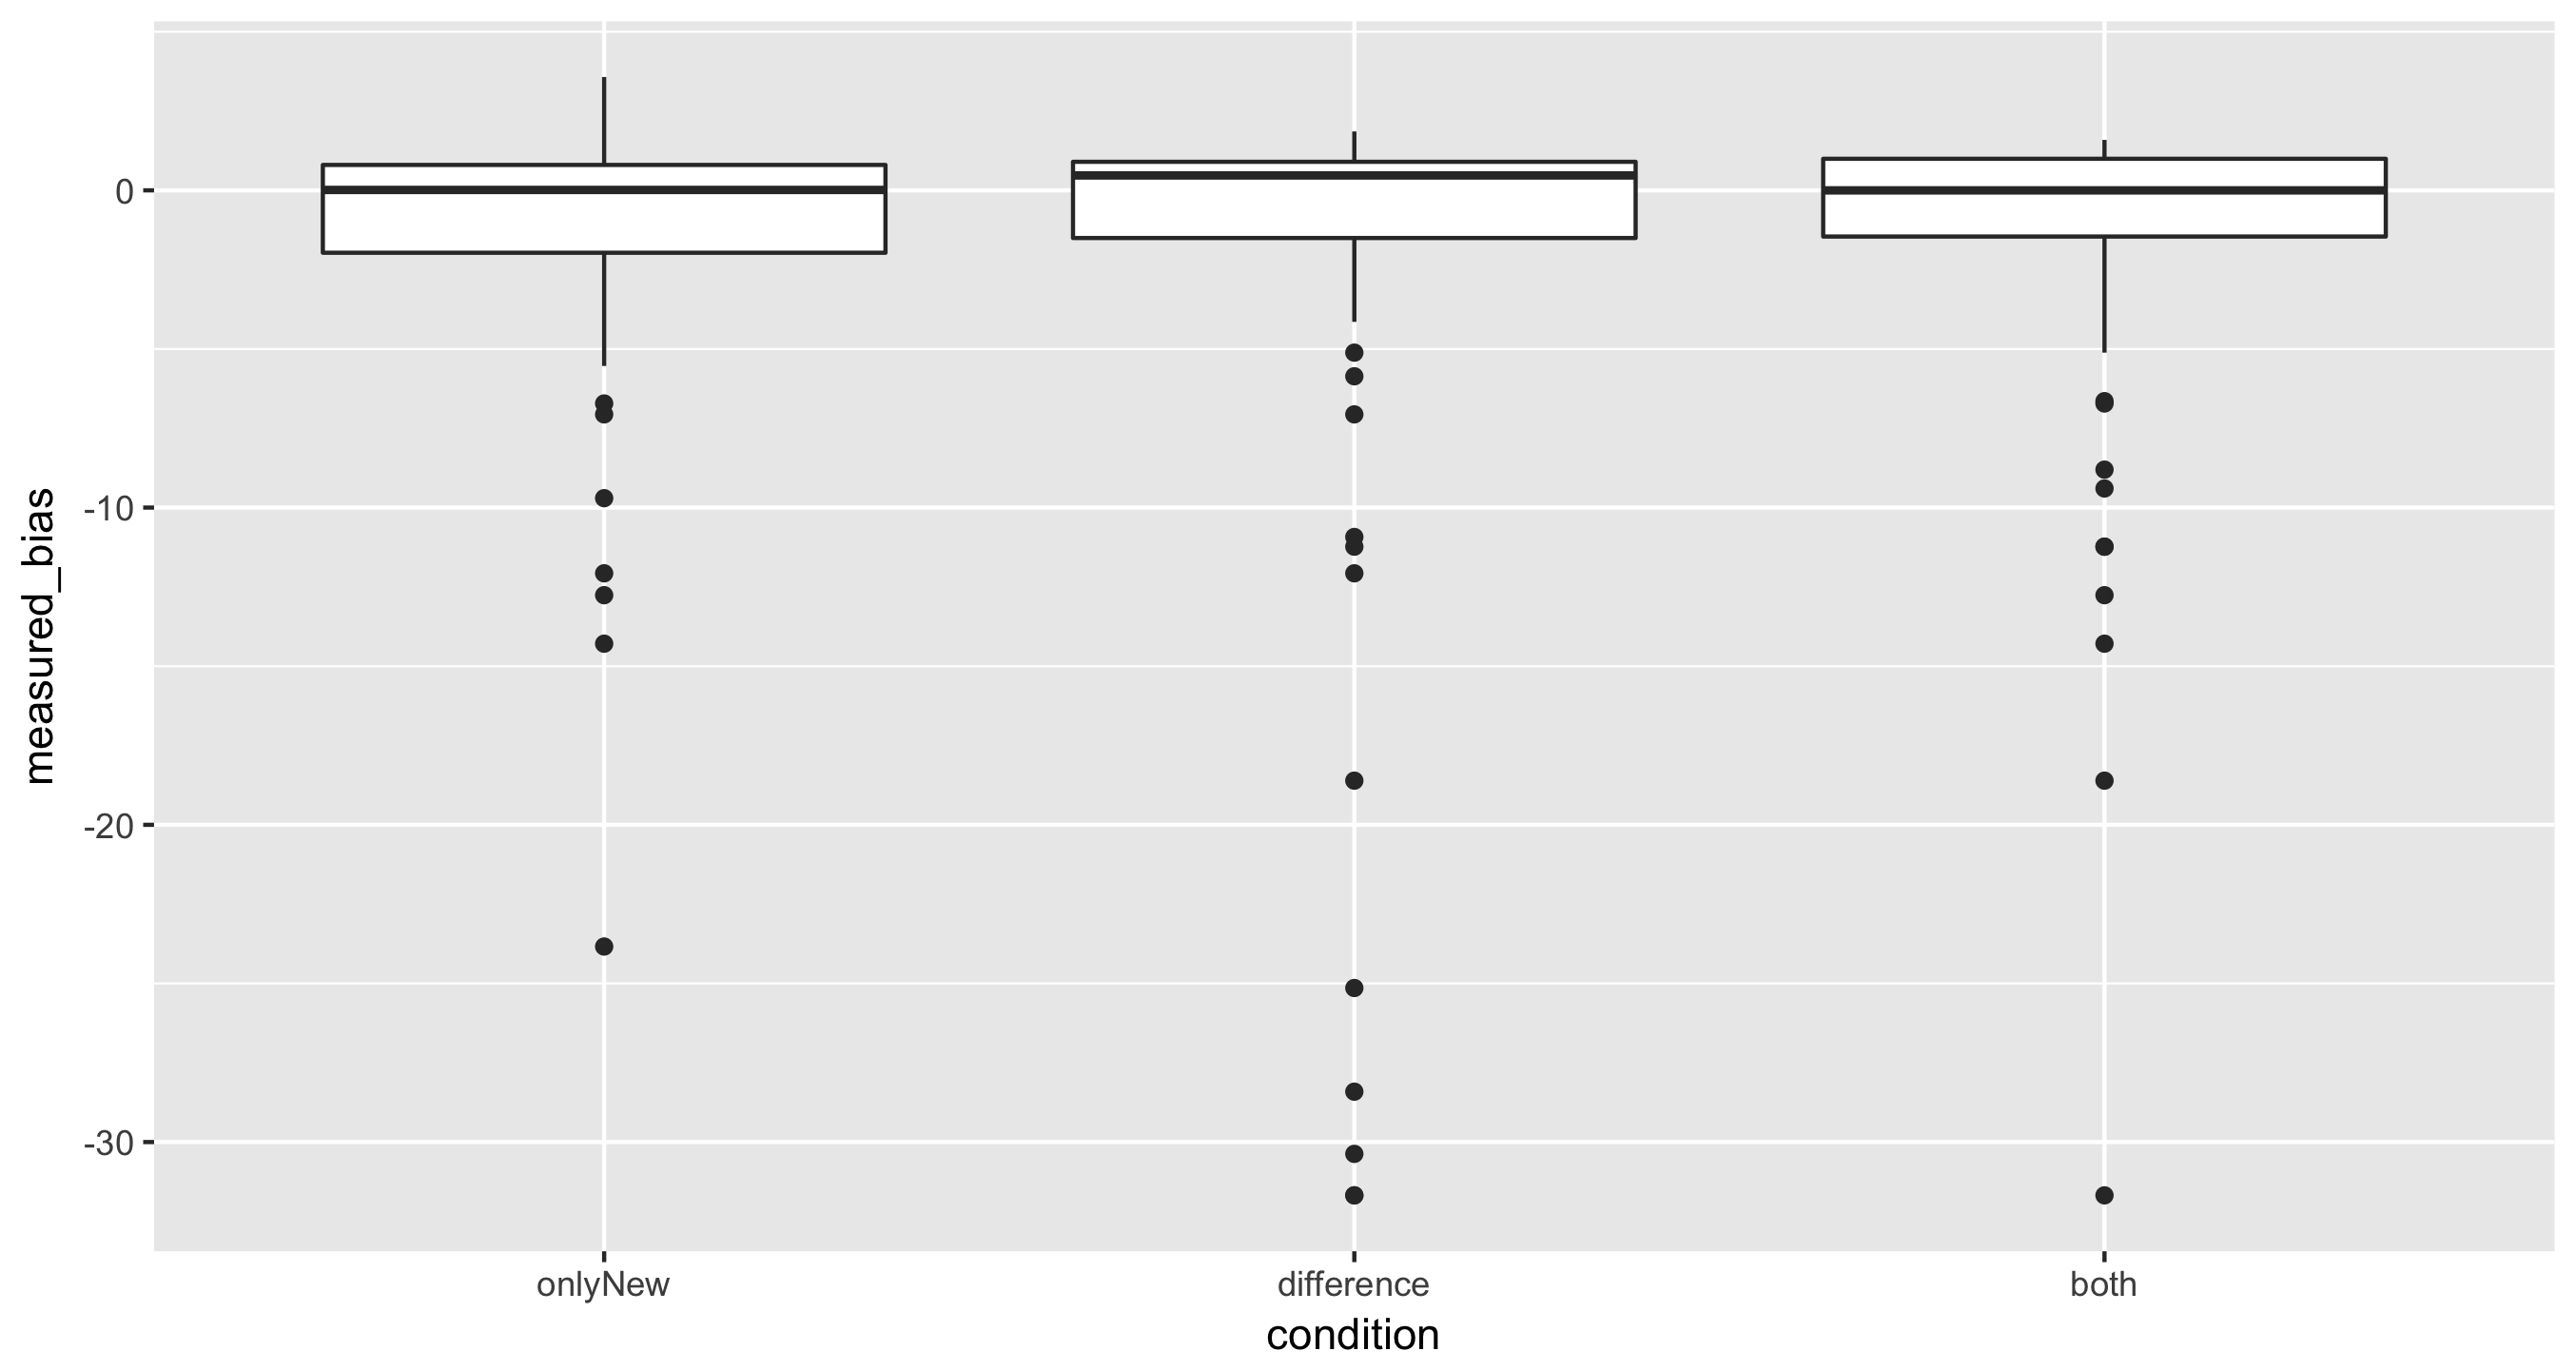 measured_bias
0
-10
-20
-30
onlyNew
difference
both
condition